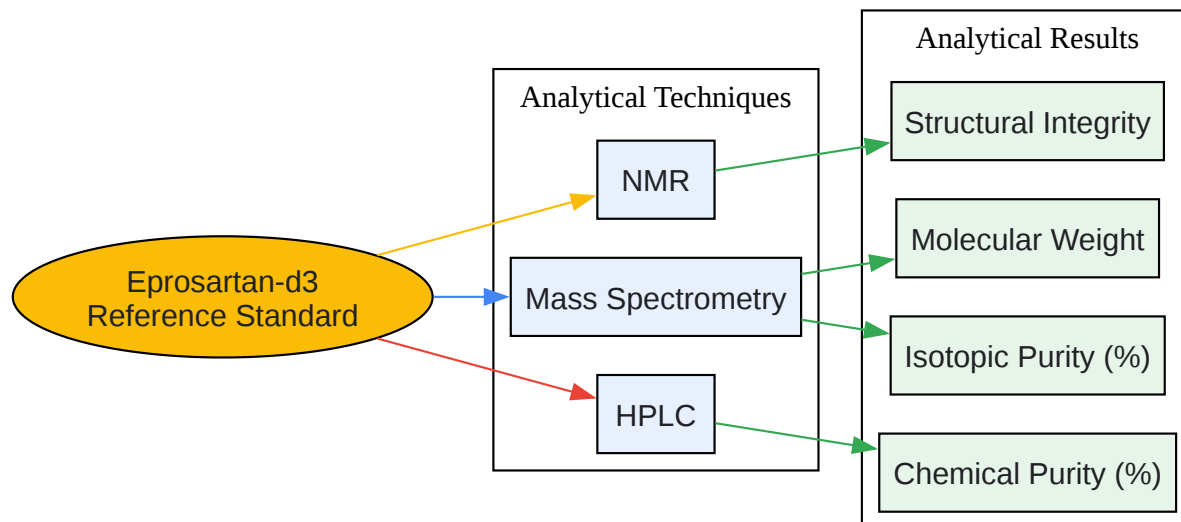 Eprosartan-d3
Reference Standard
Analytical Techniques
NMR
Mass Spectrometry
HPLC
Analytical Results
Structural Integrity
Molecular Weight
Isotopic Purity (%)
Chemical Purity (%)